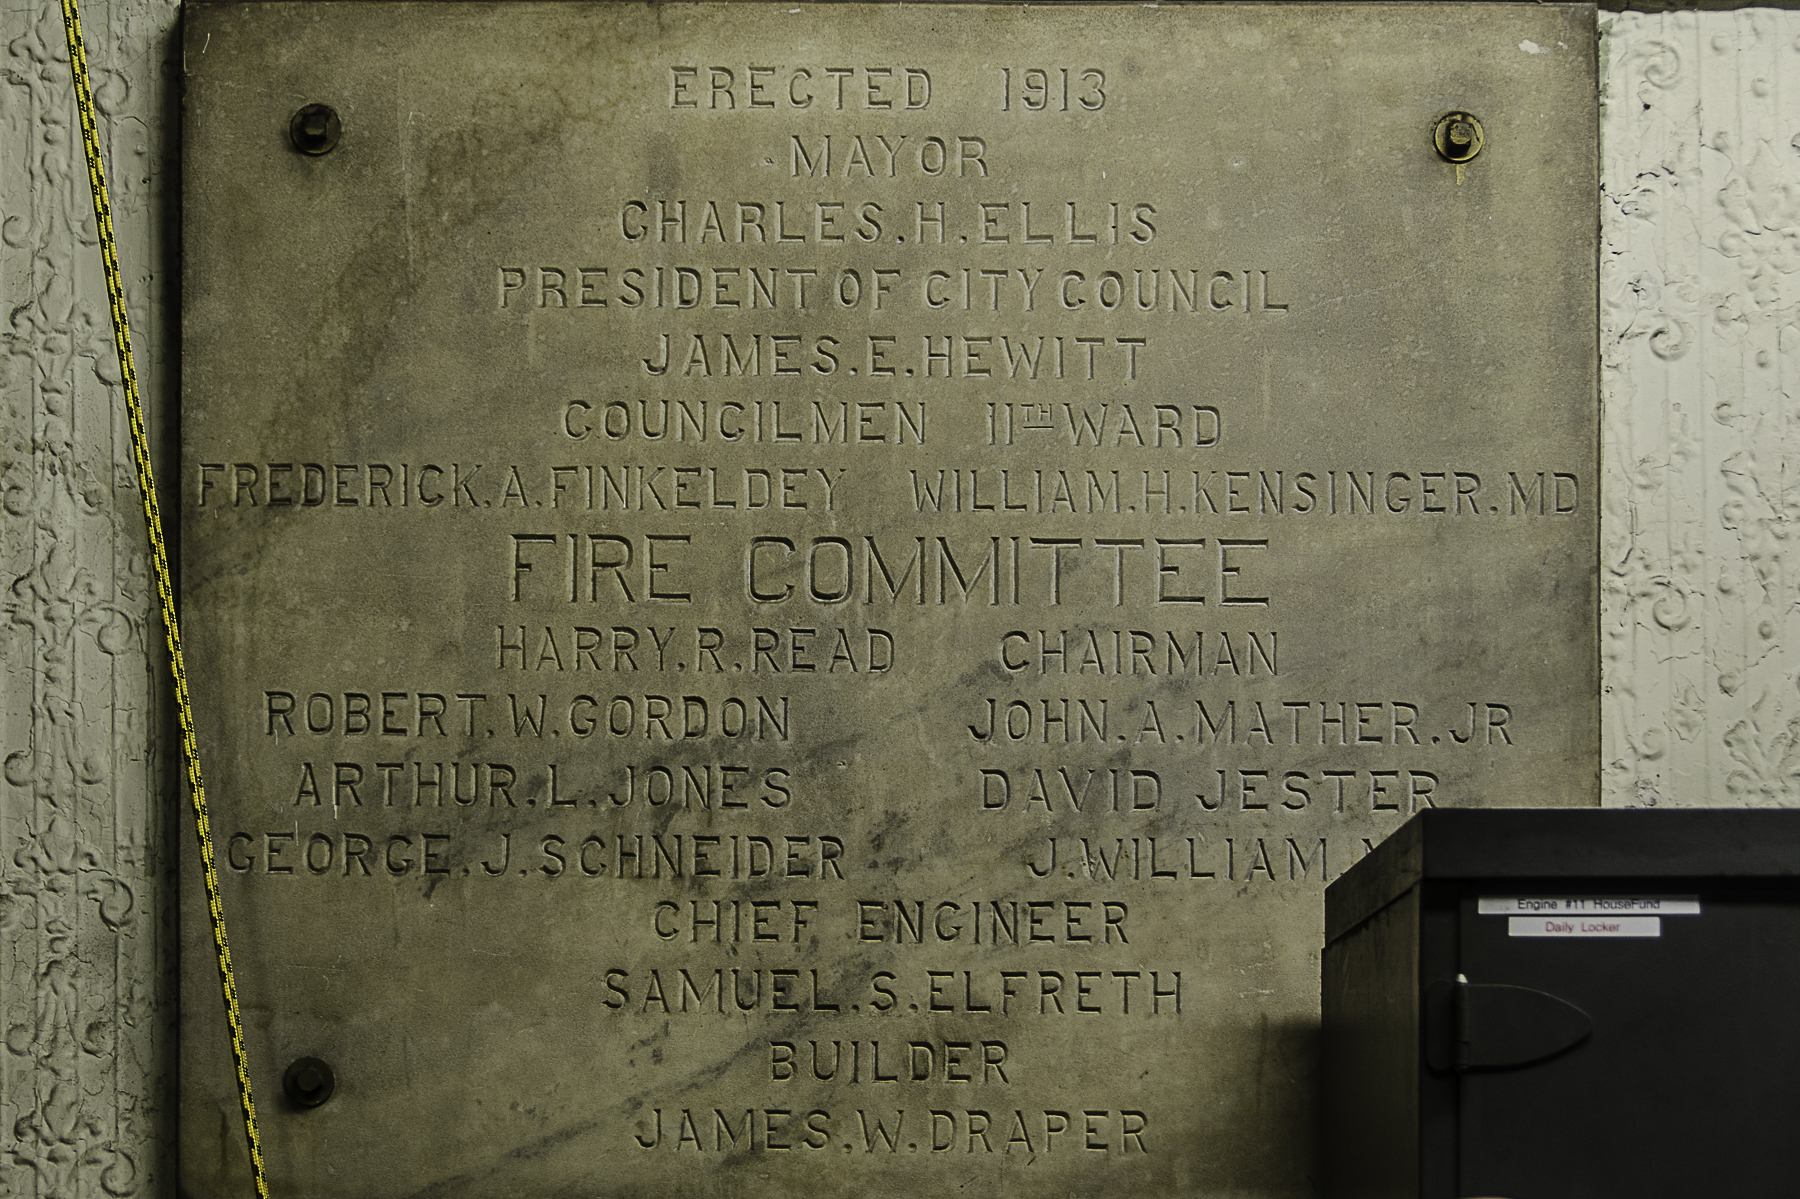 ERECTED 1913
MAYOR
CHARLES.H.ELLIS
PRESIDENT OF CITY COUNCIL
JAMES.E.HEWITT
COUNCILMEN 11TH WARD
FREDERICK.A.FINKELDEY WILLIAM.H.KENSINGER.MD
FIRE COMMITTEE
HARRY.R.READ CHAIRMAN
ROBERT.W.GORDON JOHN.A.MATHER.JR
ARTHUR.L.JONES DAVID JESTER
GEORGE.J.SCHNEIDER J.WILLIAM
CHIEF ENGINEER
SAMUEL.S.ELFRETH
BUILDER
JAMES.W.DRAPER
Engine #11 HouseFund
Daily Locker